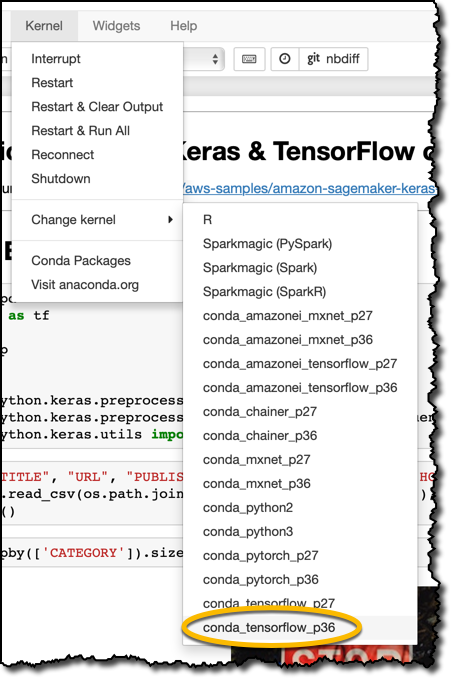 Kernel Widgets Help
Interrupt
git nbdiff
Restart
Restart & Clear Output
Restart & Run All
Reconnect
Keras & TensorFlow
Shutdown
/aws-samples/amazon-sagemaker-keras
Change kernel
R
Sparkmagic (PySpark)
Conda Packages
Sparkmagic (Spark)
Visit anaconda.org
Sparkmagic (SparkR)
as tf
conda_amazonei_mxnet_p27
conda_amazonei_mxnet_p36
conda_amazonei_tensorflow_p27
conda_amazonei_tensorflow_p36
ython.keras.preprocess
conda_chainer_p27
ython.keras.preprocess
conda_chainer_p36
ython.keras.utils impo
conda_mxnet_p27
TITLE", "URL", "PUBLIS
conda_mxnet_p36
.read_csv(os.path.join
conda_python2
()
conda_python3
pby(['CATEGORY']).size
conda_pytorch_p27
conda_pytorch_p36
conda_tensorflow_p27
conda_tensorflow_p36
STOP